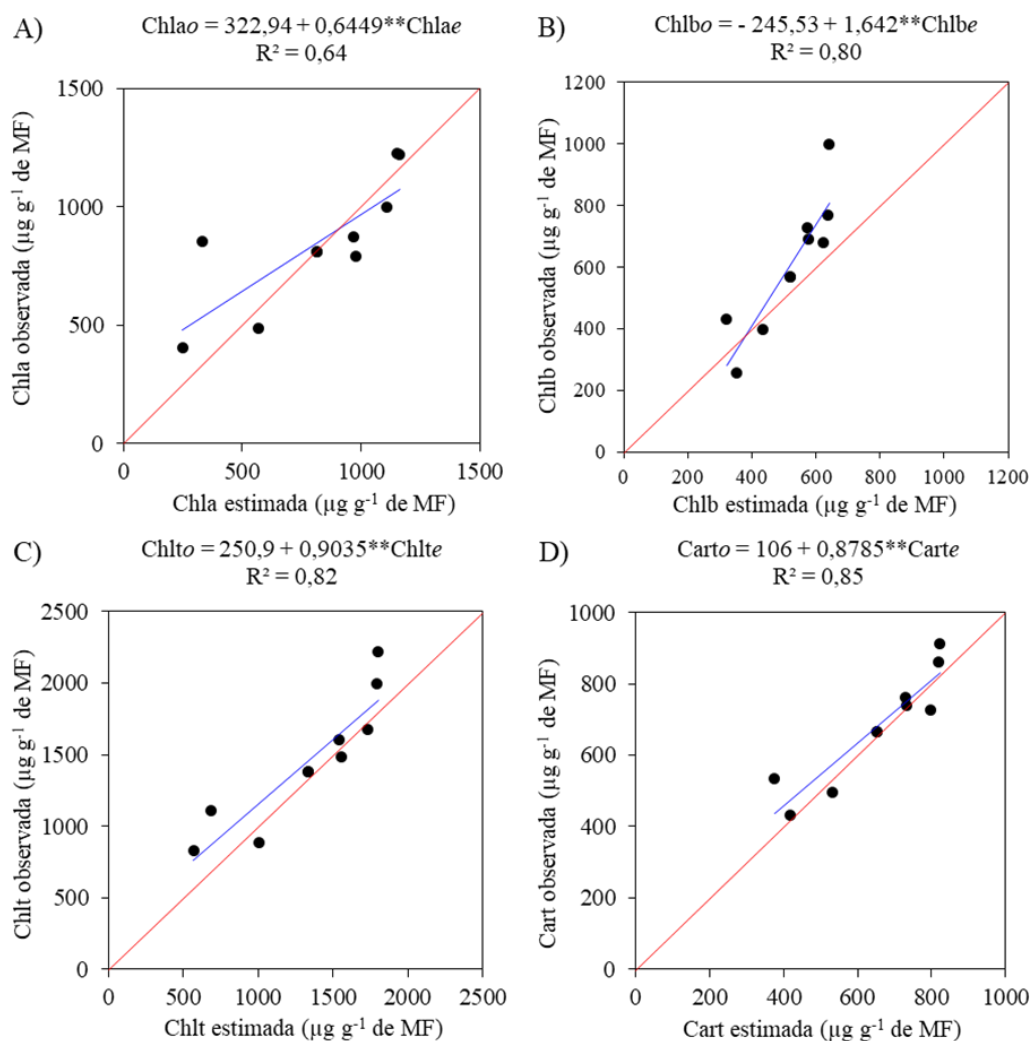 A)
Chlao = 322,94 + 0,6449**Chlae
R² = 0,64
1500
1000
500
0
0 500 1000 1500
Chla observada (µg g⁻¹ de MF)
Chla estimada (µg g⁻¹ de MF)
B)
Chlbo = - 245,53 + 1,642**Chlbe
R² = 0,80
1200
1000
800
600
400
200
0
0 200 400 600 800 1000 1200
Chlb observada (µg g⁻¹ de MF)
Chlb estimada (µg g⁻¹ de MF)
C)
Chlto = 250,9 + 0,9035**Chlte
R² = 0,82
2500
2000
1500
1000
500
0
0 500 1000 1500 2000 2500
Chlt observada (µg g⁻¹ de MF)
Chlt estimada (µg g⁻¹ de MF)
D)
Carto = 106 + 0,8785**Carte
R² = 0,85
1000
800
600
400
200
0
0 200 400 600 800 1000
Cart observada (µg g⁻¹ de MF)
Cart estimada (µg g⁻¹ de MF)